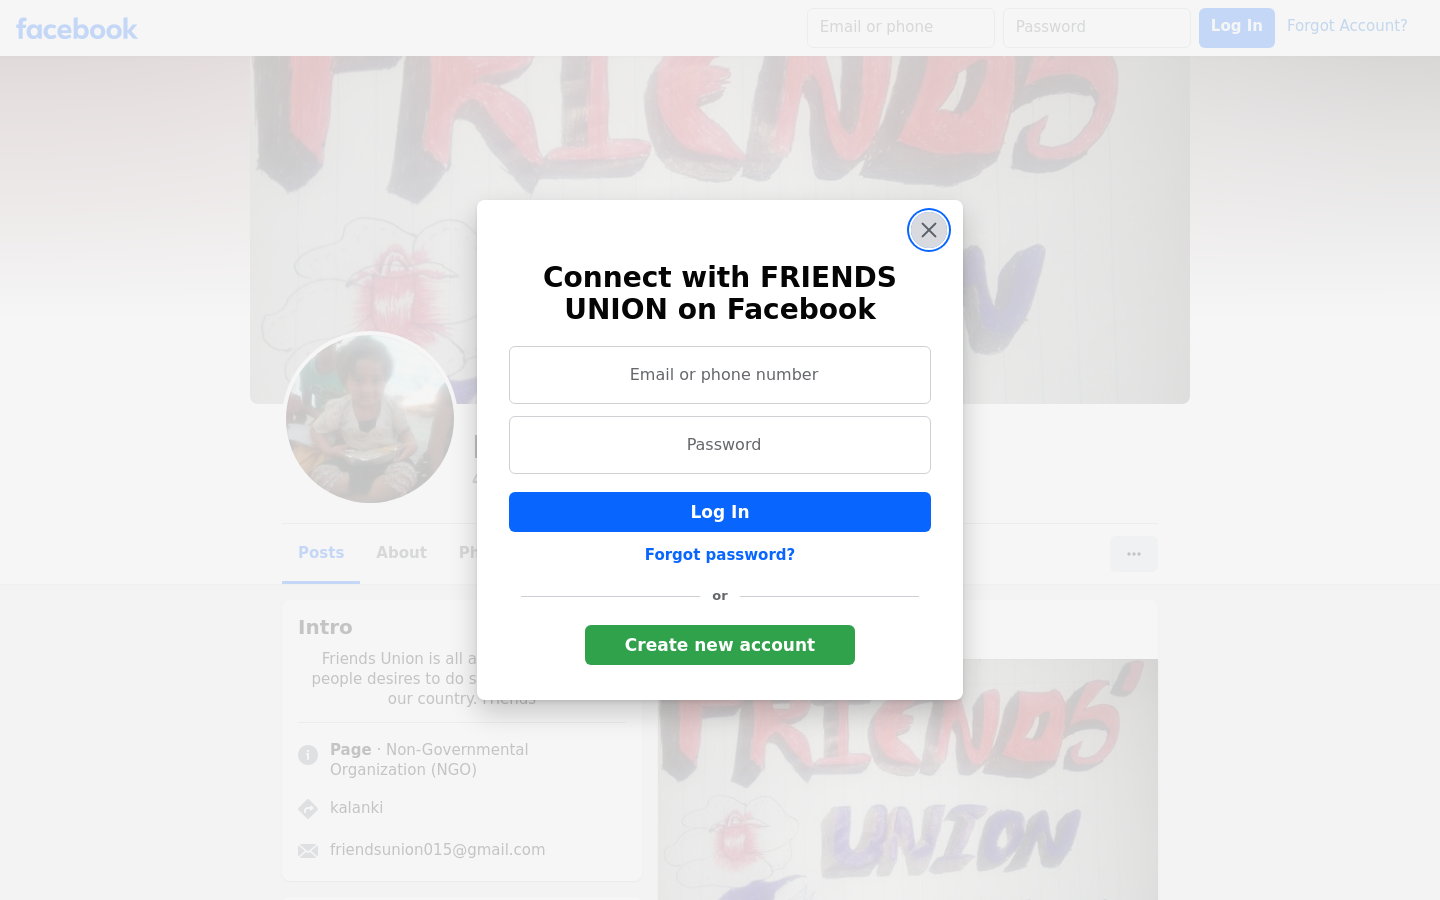 facebook
Email or phone
Password
Log In
Forgot Account?
FRIENDS'
Connect with FRIENDS
UNION on Facebook
Email or phone number
Password
Log In
Forgot password?
or
Create new account
Posts
About
Ph
Intro
Friends Union is all a
people desires to do s
our country. Friends
Page · Non-Governmental
Organization (NGO)
kalanki
friendsunion015@gmail.com
FRIENDS'
UNION